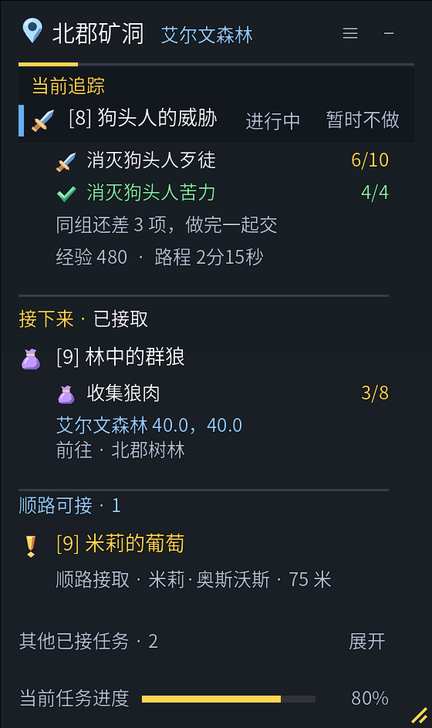 北郡矿洞 艾尔文森林
当前追踪
[8] 狗头人的威胁 进行中 暂时不做
消灭狗头人歹徒 6/10
消灭狗头人苦力 4/4
同组还差 3 项，做完一起交
经验 480 · 路程 2分15秒
接下来 · 已接取
[9] 林中的群狼
收集狼肉 3/8
艾尔文森林 40.0，40.0
前往 · 北郡树林
顺路可接 · 1
[9] 米莉的葡萄
顺路接取 · 米莉·奥斯沃斯 · 75 米
其他已接任务 · 2 展开
当前任务进度 80%